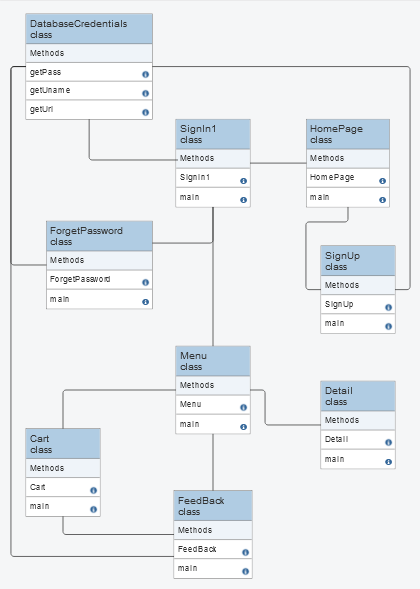 DatabaseCredentials
class
Methods
getPass
getUname
getUrl
SignIn1
class
Methods
SignIn1
main
HomePage
class
Methods
HomePage
main
ForgetPassword
class
Methods
ForgetPassword
main
SignUp
class
Methods
SignUp
main
Menu
class
Methods
Menu
main
Detail
class
Methods
Detail
main
Cart
class
Methods
Cart
main
FeedBack
class
Methods
FeedBack
main